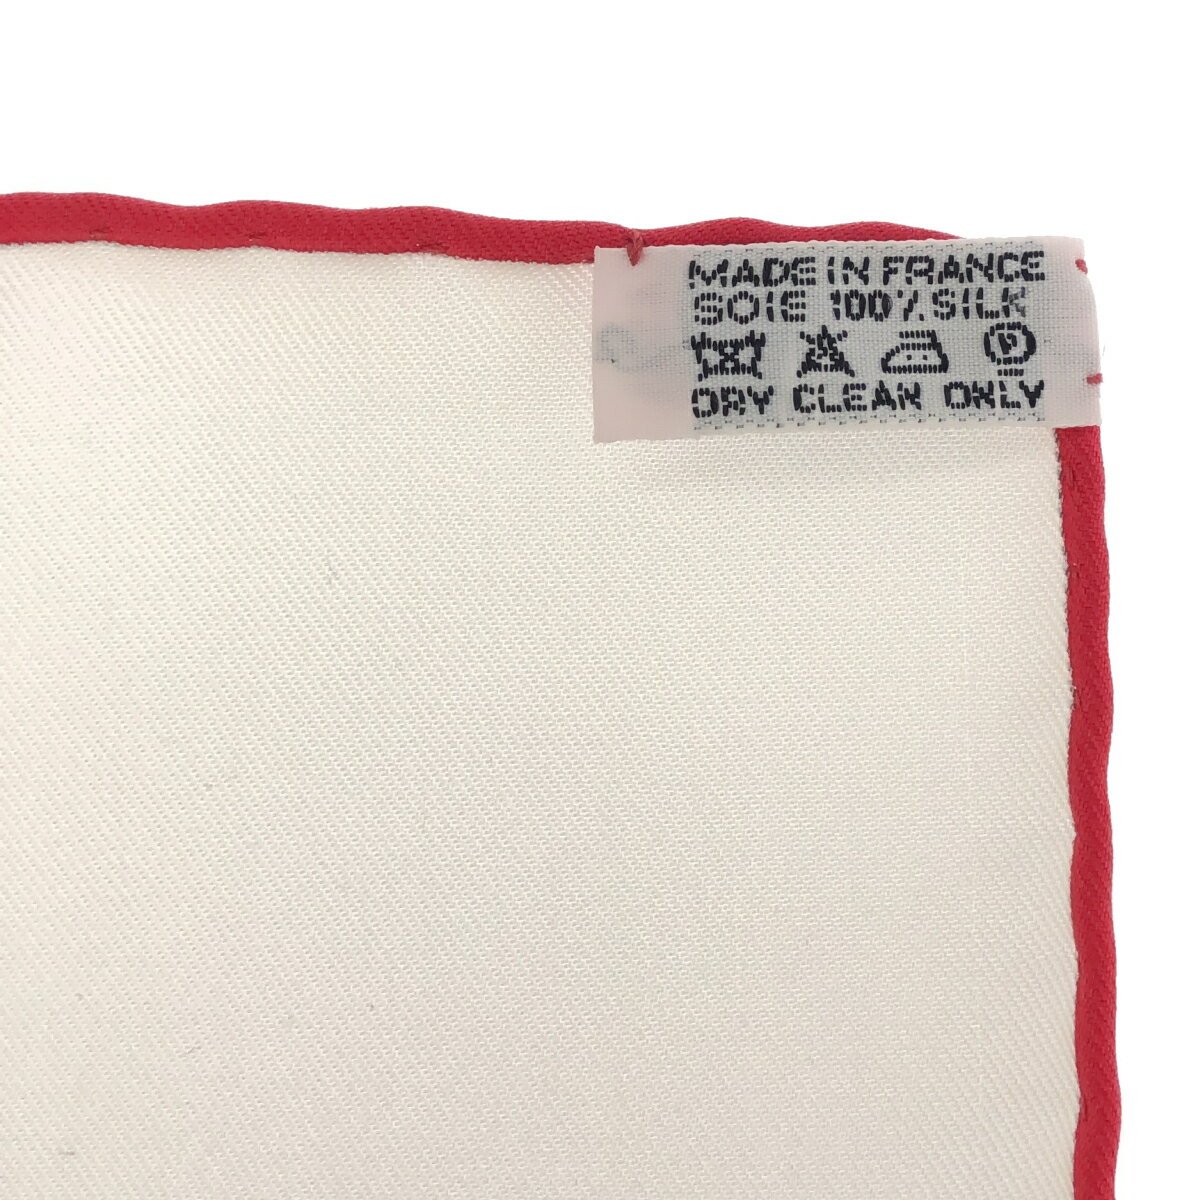 MADE IN FRANCE
SOIE 100% SILK
P
DRY CLEAN ONLY